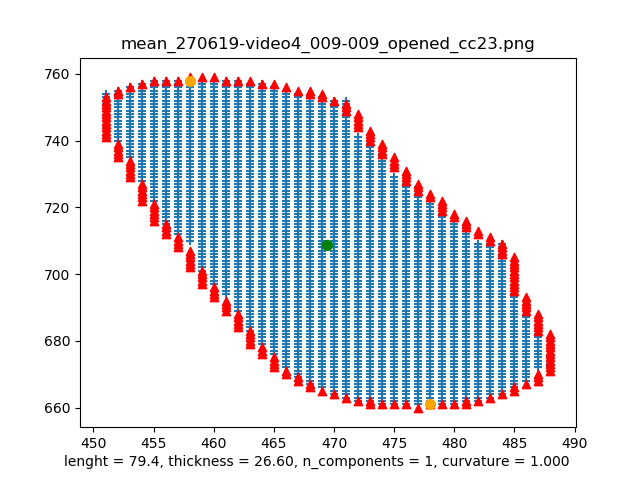 mean_270619-video4_009-009_opened_cc23.png
760
740
720
700
680
660
450 455 460 465 470 475 480 485 490
lenght = 79.4, thickness = 26.60, n_components = 1, curvature = 1.000